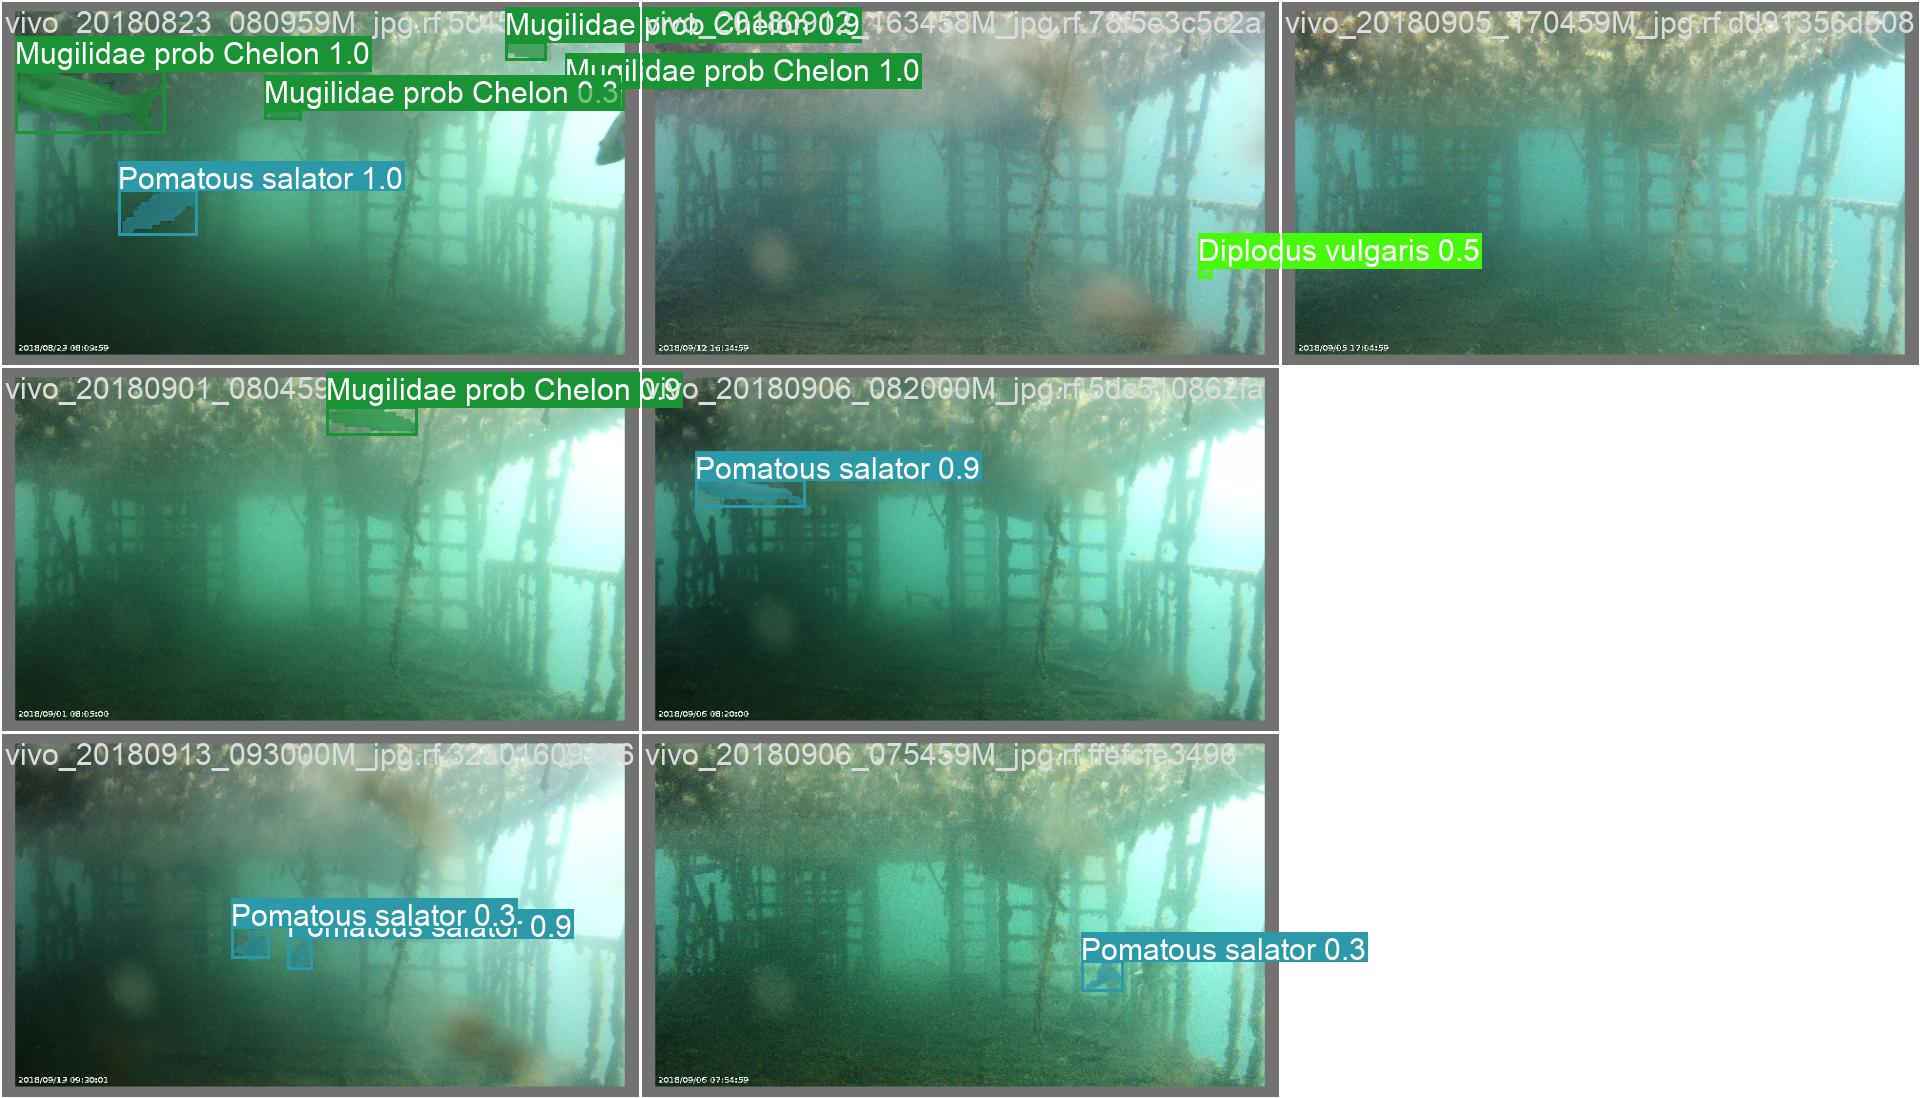 vivo_20180823_080959M_jpg.rf.5c45
Mugilidae prob Chelon 0.9
vivo_20180912_163458M_jpg.rf.78f5e3c5c2a
vivo_20180905_170459M_jpg.rf.dd91356d508
Mugilidae prob Chelon 1.0
Mugilidae prob Chelon 1.0
Mugilidae prob Chelon 0.3
Pomatous salator 1.0
Diplodus vulgaris 0.5
2018/08/23 08:09:59
2018/09/12 16:34:59
2018/09/05 17:04:59
vivo_20180901_080459
Mugilidae prob Chelon 0.9
vivo_20180906_082000M_jpg.rf.5dc510862fa
Pomatous salator 0.9
2018/09/01 08:05:00
2018/09/06 08:20:00
vivo_20180913_093000M_jpg.rf.32a01609
vivo_20180906_075459M_jpg.rf.ffefcfe3496
Pomatous salator 0.3
Pomatous salator 0.9
Pomatous salator 0.3
2018/09/13 09:30:01
2018/09/06 07:54:59